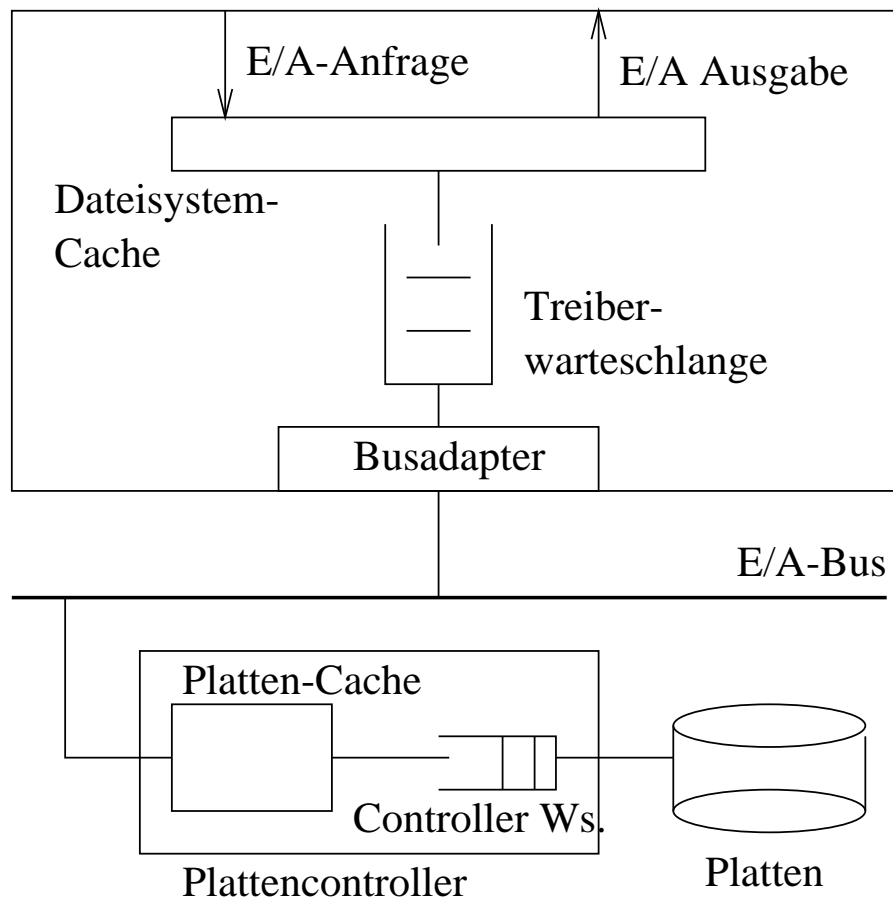 E/A-Anfrage
E/A Ausgabe
Dateisystem-
Cache
Treiber-
warteschlange
Busadapter
E/A-Bus
Platten-Cache
Controller Ws.
Plattencontroller
Platten